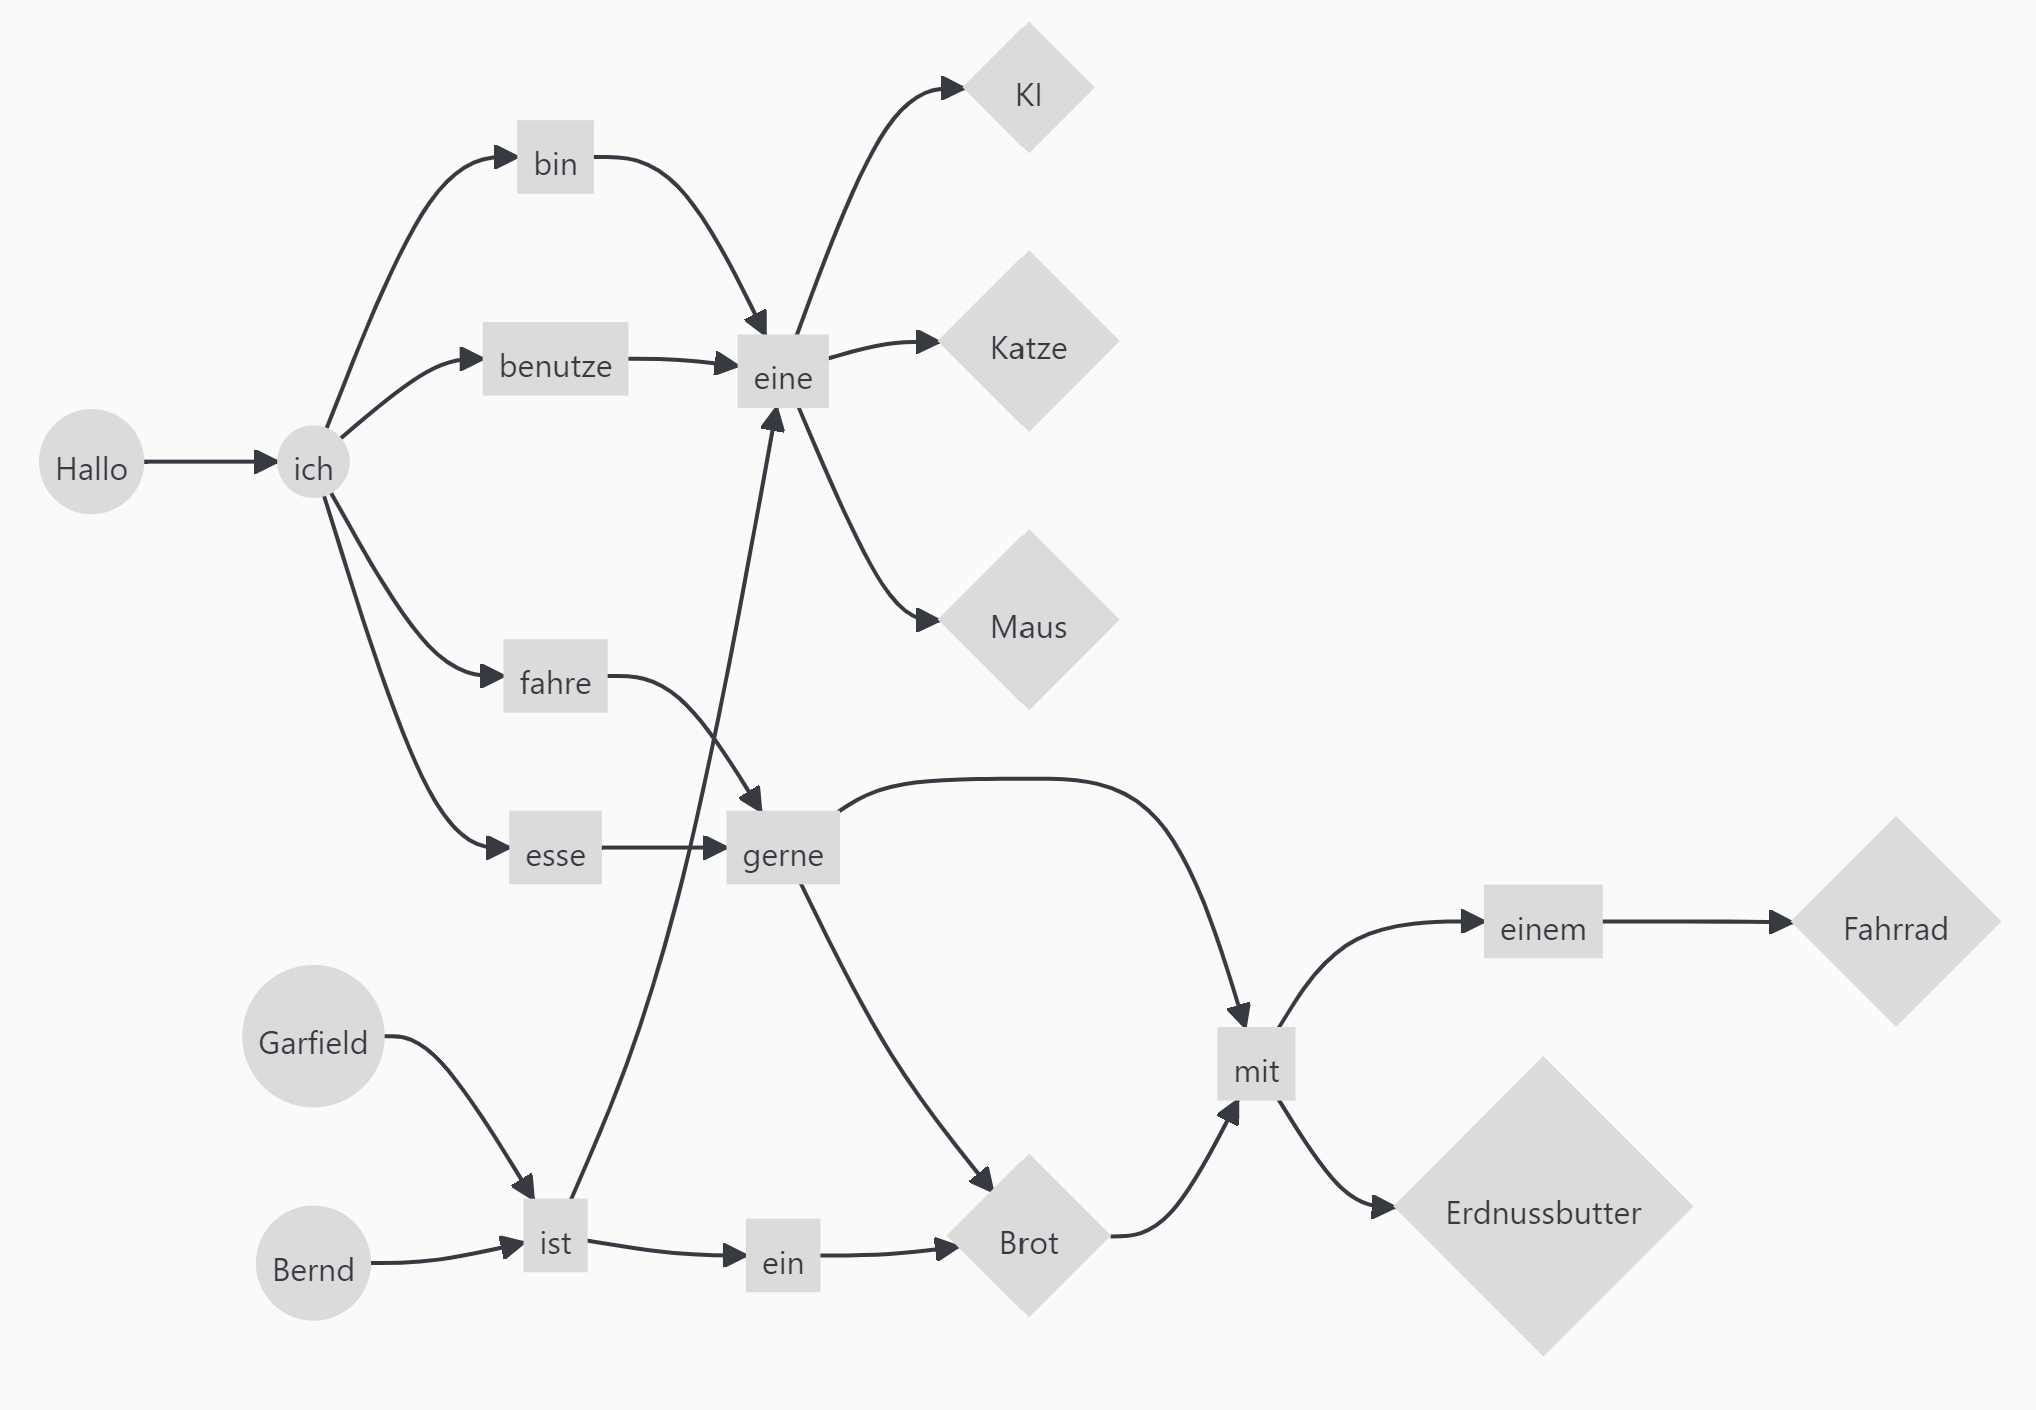 Hallo
ich
bin
benutze
fahre
esse
eine
gerne
KI
Katze
Maus
Garfield
Bernd
ist
ein
Brot
mit
einem
Fahrrad
Erdnussbutter